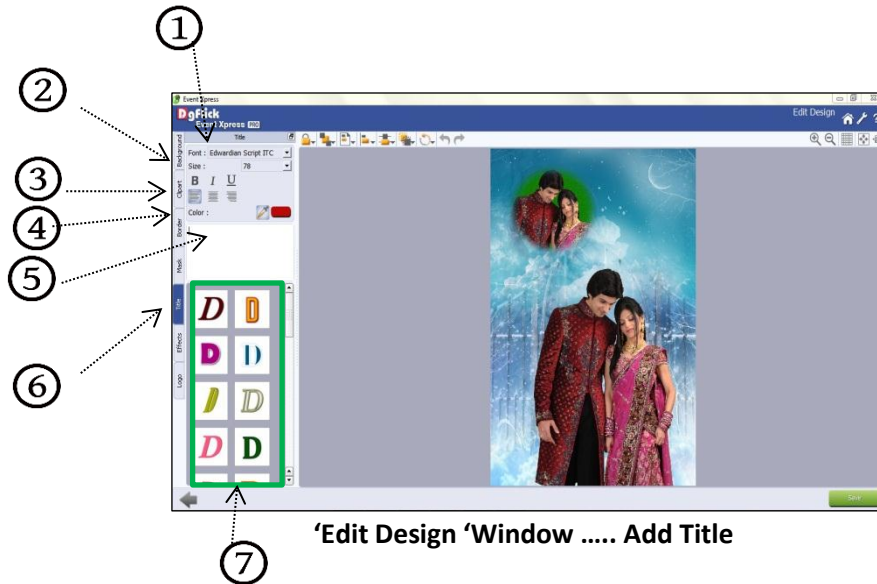 1
2
3
4
5
6
7
Event Xpress
DgFlick
Event Xpress PRO
Edit Design
Title
Font : Edwardian Script ITC
Size : 78
B I U
Color :
Background
Clipart
Border
Mask
Title
Effects
Logo
D D
D D
D D
D D
Save
‘Edit Design ‘Window ..... Add Title